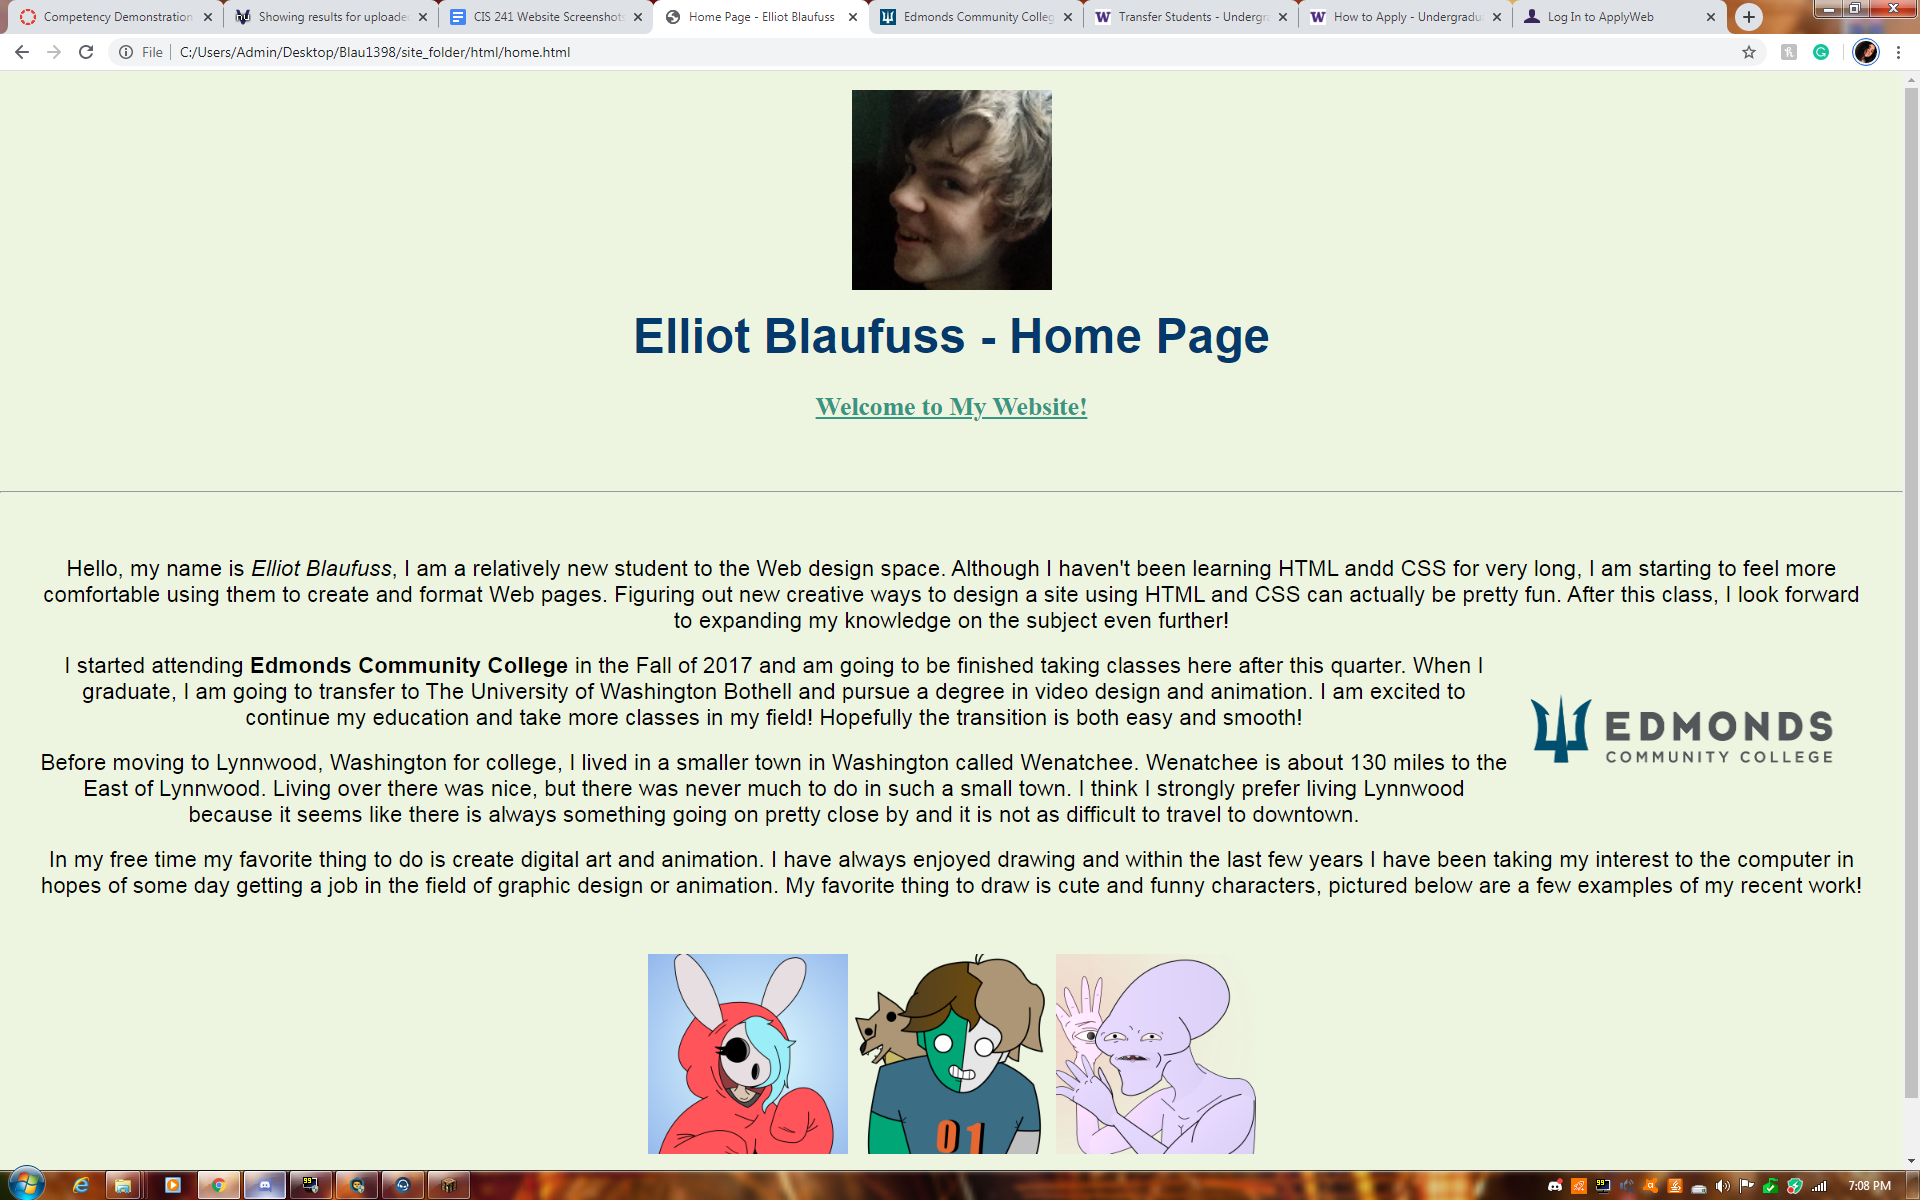 Competency Demonstration
Showing results for uploade
CIS 241 Website Screenshots
Home Page - Elliot Blaufuss
Edmonds Community Colleg
Transfer Students - Undergra
How to Apply - Undergradu
Log In to ApplyWeb
File
C:/Users/Admin/Desktop/Blau1398/site_folder/html/home.html
Elliot Blaufuss - Home Page
Welcome to My Website!
Hello, my name is Elliot Blaufuss, I am a relatively new student to the Web design space. Although I haven't been learning HTML andd CSS for very long, I am starting to feel more
comfortable using them to create and format Web pages. Figuring out new creative ways to design a site using HTML and CSS can actually be pretty fun. After this class, I look forward
to expanding my knowledge on the subject even further!
I started attending Edmonds Community College in the Fall of 2017 and am going to be finished taking classes here after this quarter. When I
graduate, I am going to transfer to The University of Washington Bothell and pursue a degree in video design and animation. I am excited to
continue my education and take more classes in my field! Hopefully the transition is both easy and smooth!
EDMONDS
COMMUNITY COLLEGE
Before moving to Lynnwood, Washington for college, I lived in a smaller town in Washington called Wenatchee. Wenatchee is about 130 miles to the
East of Lynnwood. Living over there was nice, but there was never much to do in such a small town. I think I strongly prefer living Lynnwood
because it seems like there is always something going on pretty close by and it is not as difficult to travel to downtown.
In my free time my favorite thing to do is create digital art and animation. I have always enjoyed drawing and within the last few years I have been taking my interest to the computer in
hopes of some day getting a job in the field of graphic design or animation. My favorite thing to draw is cute and funny characters, pictured below are a few examples of my recent work!
01
7:08 PM